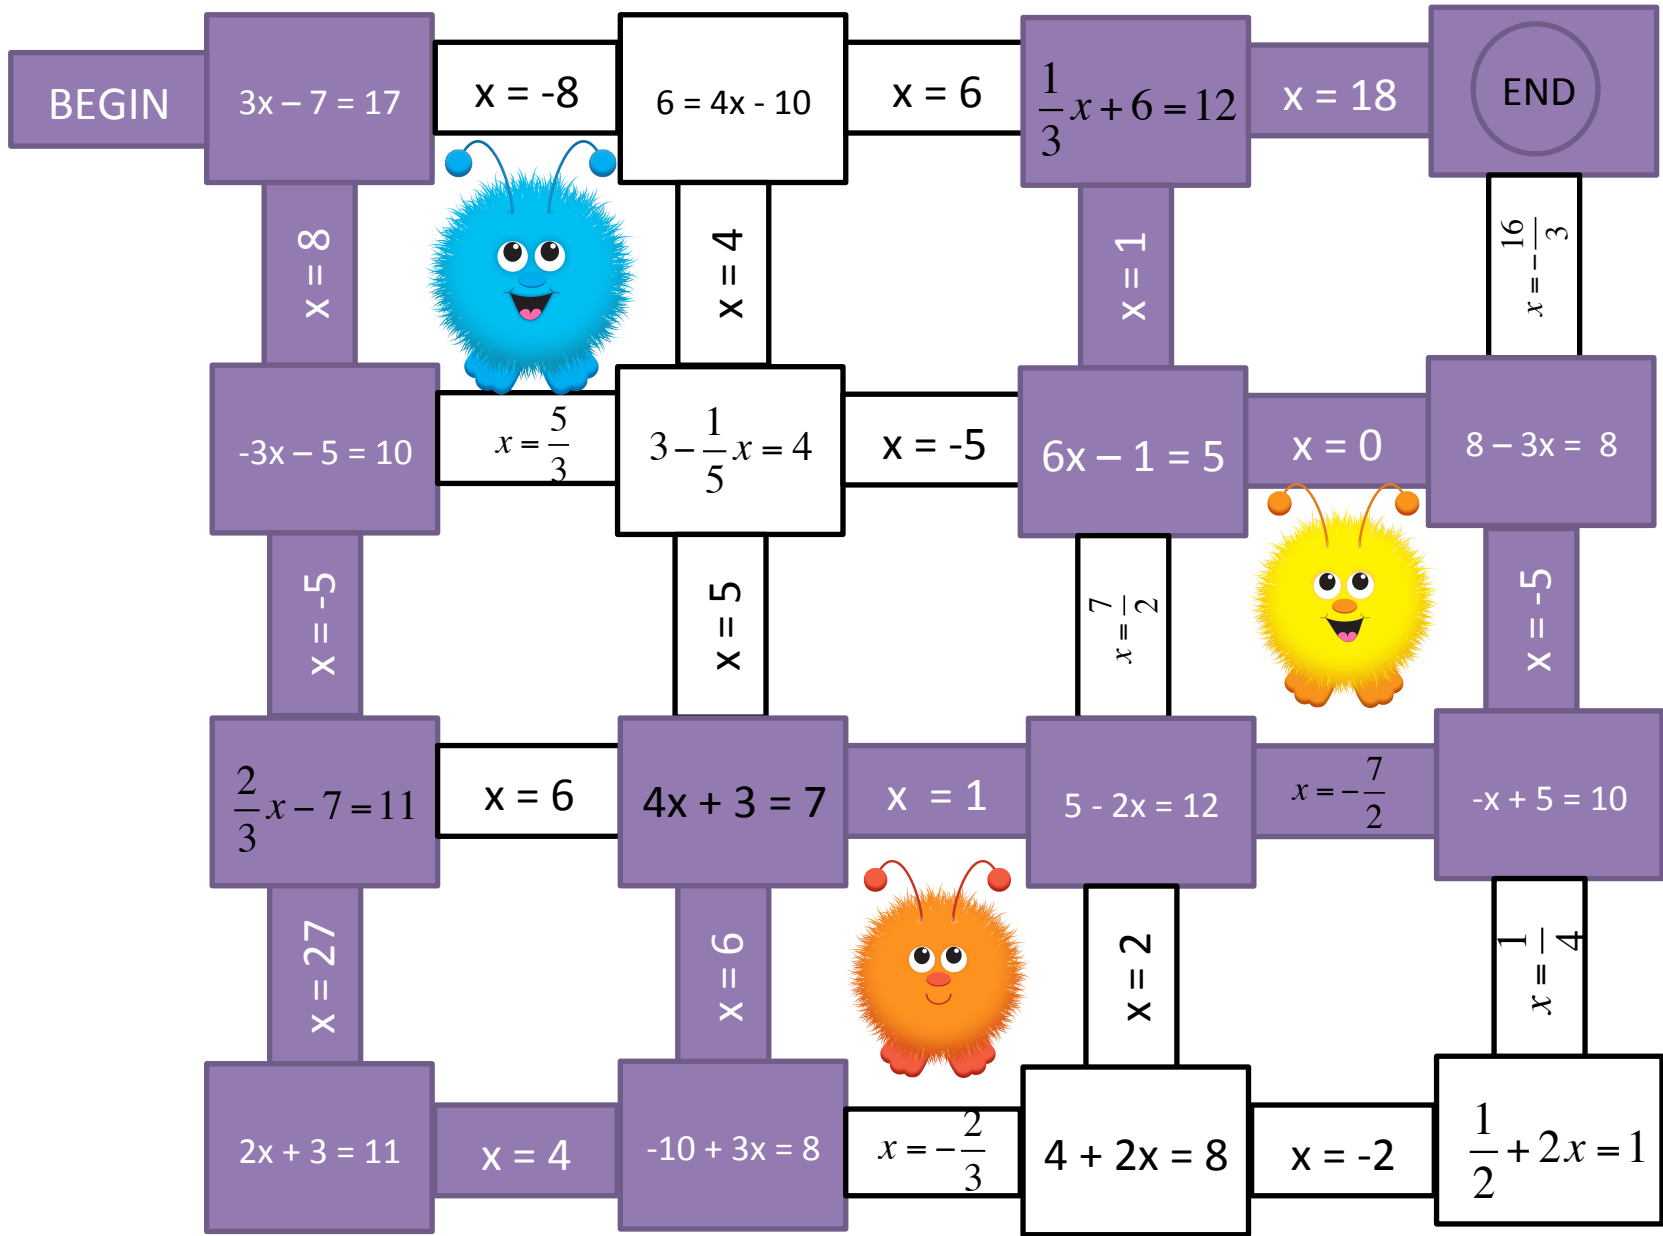 BEGIN
3x – 7 = 17
x = -8
6 = 4x - 10
x = 6
1/3 x + 6 = 12
x = 18
END
x = 8
x = 4
x = 1
x = -16/3
-3x – 5 = 10
x = 5/3
3 - 1/5 x = 4
x = -5
6x – 1 = 5
x = 0
8 – 3x = 8
x = -5
x = 5
x = 7/2
x = -5
2/3 x - 7 = 11
x = 6
4x + 3 = 7
x = 1
5 - 2x = 12
x = -7/2
-x + 5 = 10
x = 27
x = 6
x = 2
x = 1/4
2x + 3 = 11
x = 4
-10 + 3x = 8
x = -2/3
4 + 2x = 8
x = -2
1/2 + 2x = 1